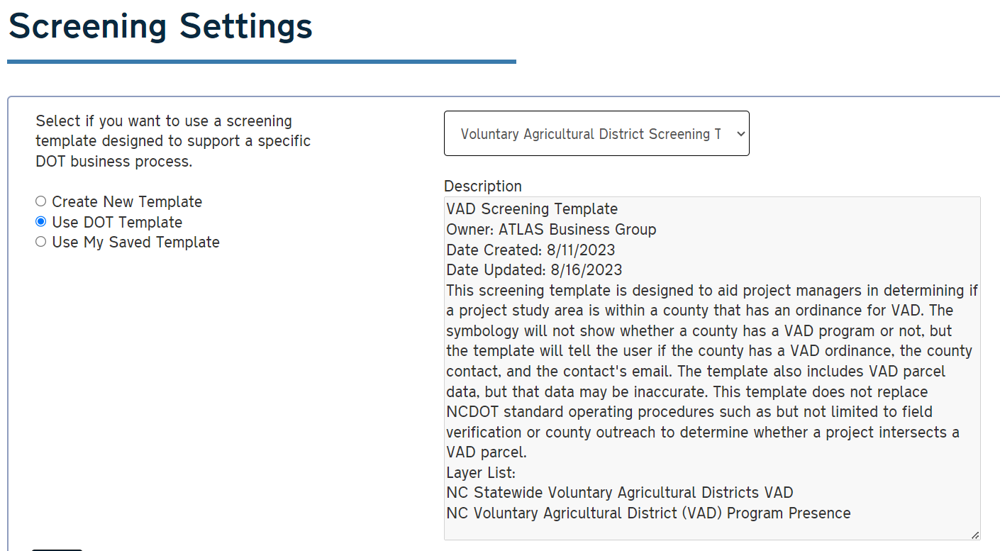 Screening Settings
Select if you want to use a screening
template designed to support a specific
DOT business process.
Create New Template
Use DOT Template
Use My Saved Template
Voluntary Agricultural District Screening T
Description
VAD Screening Template
Owner: ATLAS Business Group
Date Created: 8/11/2023
Date Updated: 8/16/2023
This screening template is designed to aid project managers in determining if
a project study area is within a county that has an ordinance for VAD. The
symbology will not show whether a county has a VAD program or not, but
the template will tell the user if the county has a VAD ordinance, the county
contact, and the contact's email. The template also includes VAD parcel
data, but that data may be inaccurate. This template does not replace
NCDOT standard operating procedures such as but not limited to field
verification or county outreach to determine whether a project intersects a
VAD parcel.
Layer List:
NC Statewide Voluntary Agricultural Districts VAD
NC Voluntary Agricultural District (VAD) Program Presence